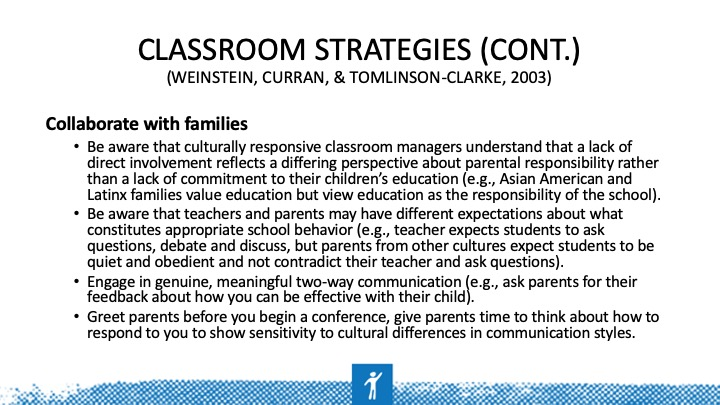 CLASSROOM STRATEGIES (CONT.)
(WEINSTEIN, CURRAN, & TOMLINSON-CLARKE, 2003)
Collaborate with families
• Be aware that culturally responsive classroom managers understand that a lack of
direct involvement reflects a differing perspective about parental responsibility rather
than a lack of commitment to their children's education (e.g., Asian American and
Latinx families value education but view education as the responsibility of the school).
• Be aware that teachers and parents may have different expectations about what
constitutes appropriate school behavior (e.g., teacher expects students to ask
questions, debate and discuss, but parents from other cultures expect students to be
quiet and obedient and not contradict their teacher and ask questions).
• Engage in genuine, meaningful two-way communication (e.g., ask parents for their
feedback about how you can be effective with their child).
• Greet parents before you begin a conference, give parents time to think about how to
respond to you to show sensitivity to cultural differences in communication styles.